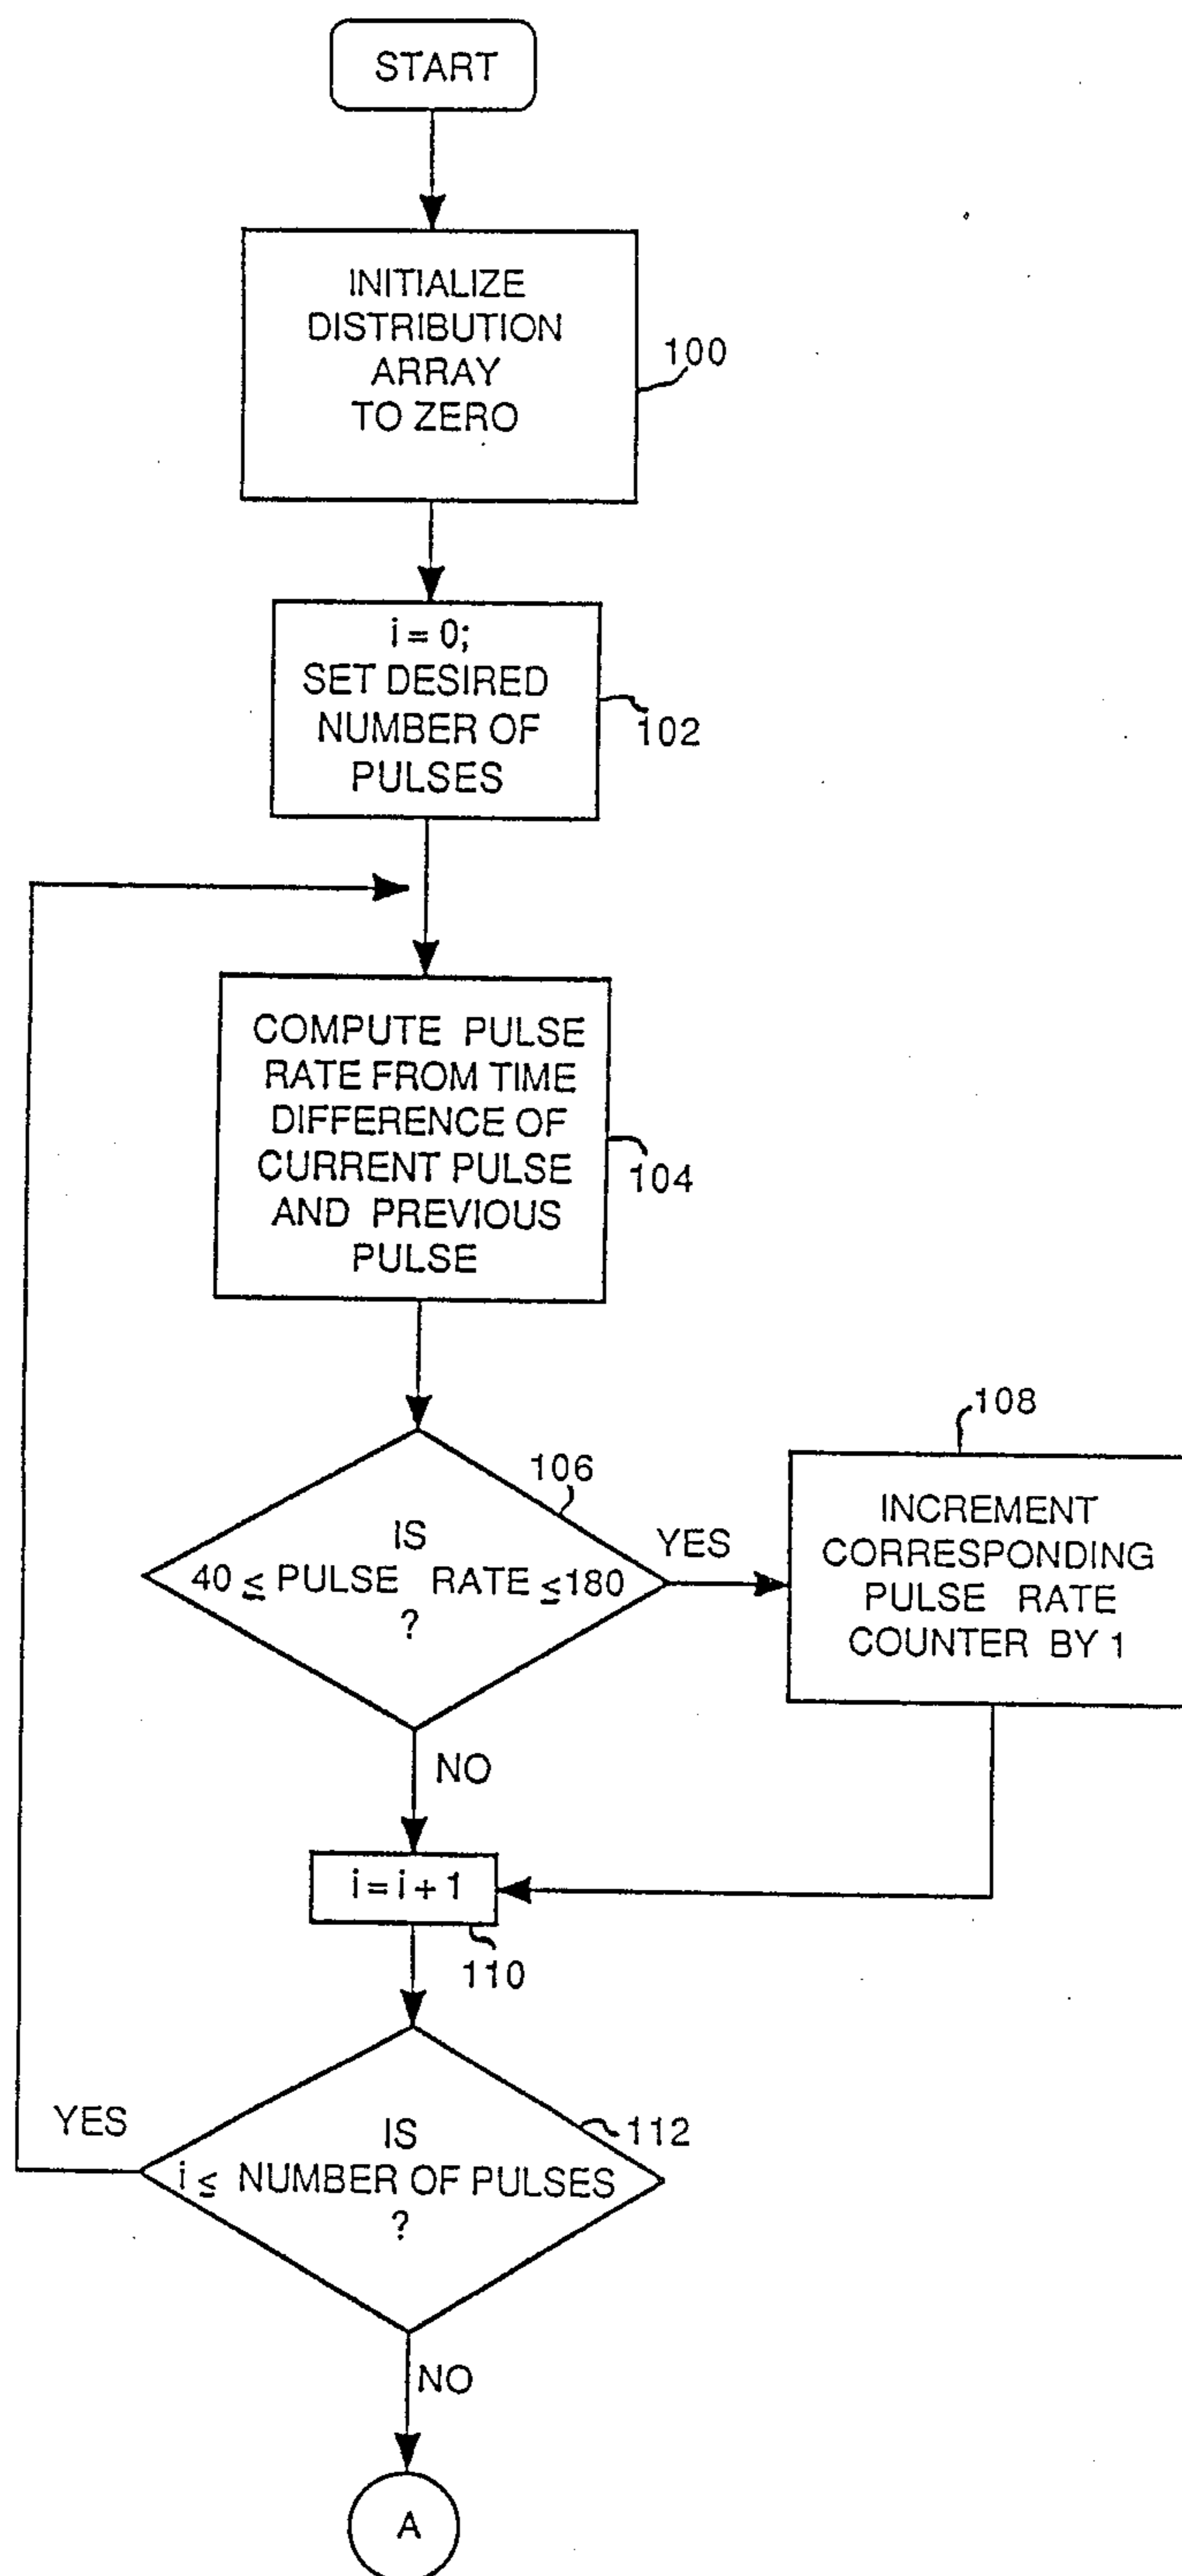 START
INITIALIZE
DISTRIBUTION
ARRAY
TO ZERO
100
i = 0;
SET DESIRED
NUMBER OF
PULSES
102
COMPUTE PULSE
RATE FROM TIME
DIFFERENCE OF
CURRENT PULSE
AND PREVIOUS
PULSE
104
106
IS
40 ≤ PULSE RATE ≤180
?
YES
108
INCREMENT
CORRESPONDING
PULSE RATE
COUNTER BY 1
NO
i = i + 1
110
YES
112
IS
i ≤ NUMBER OF PULSES
?
NO
A